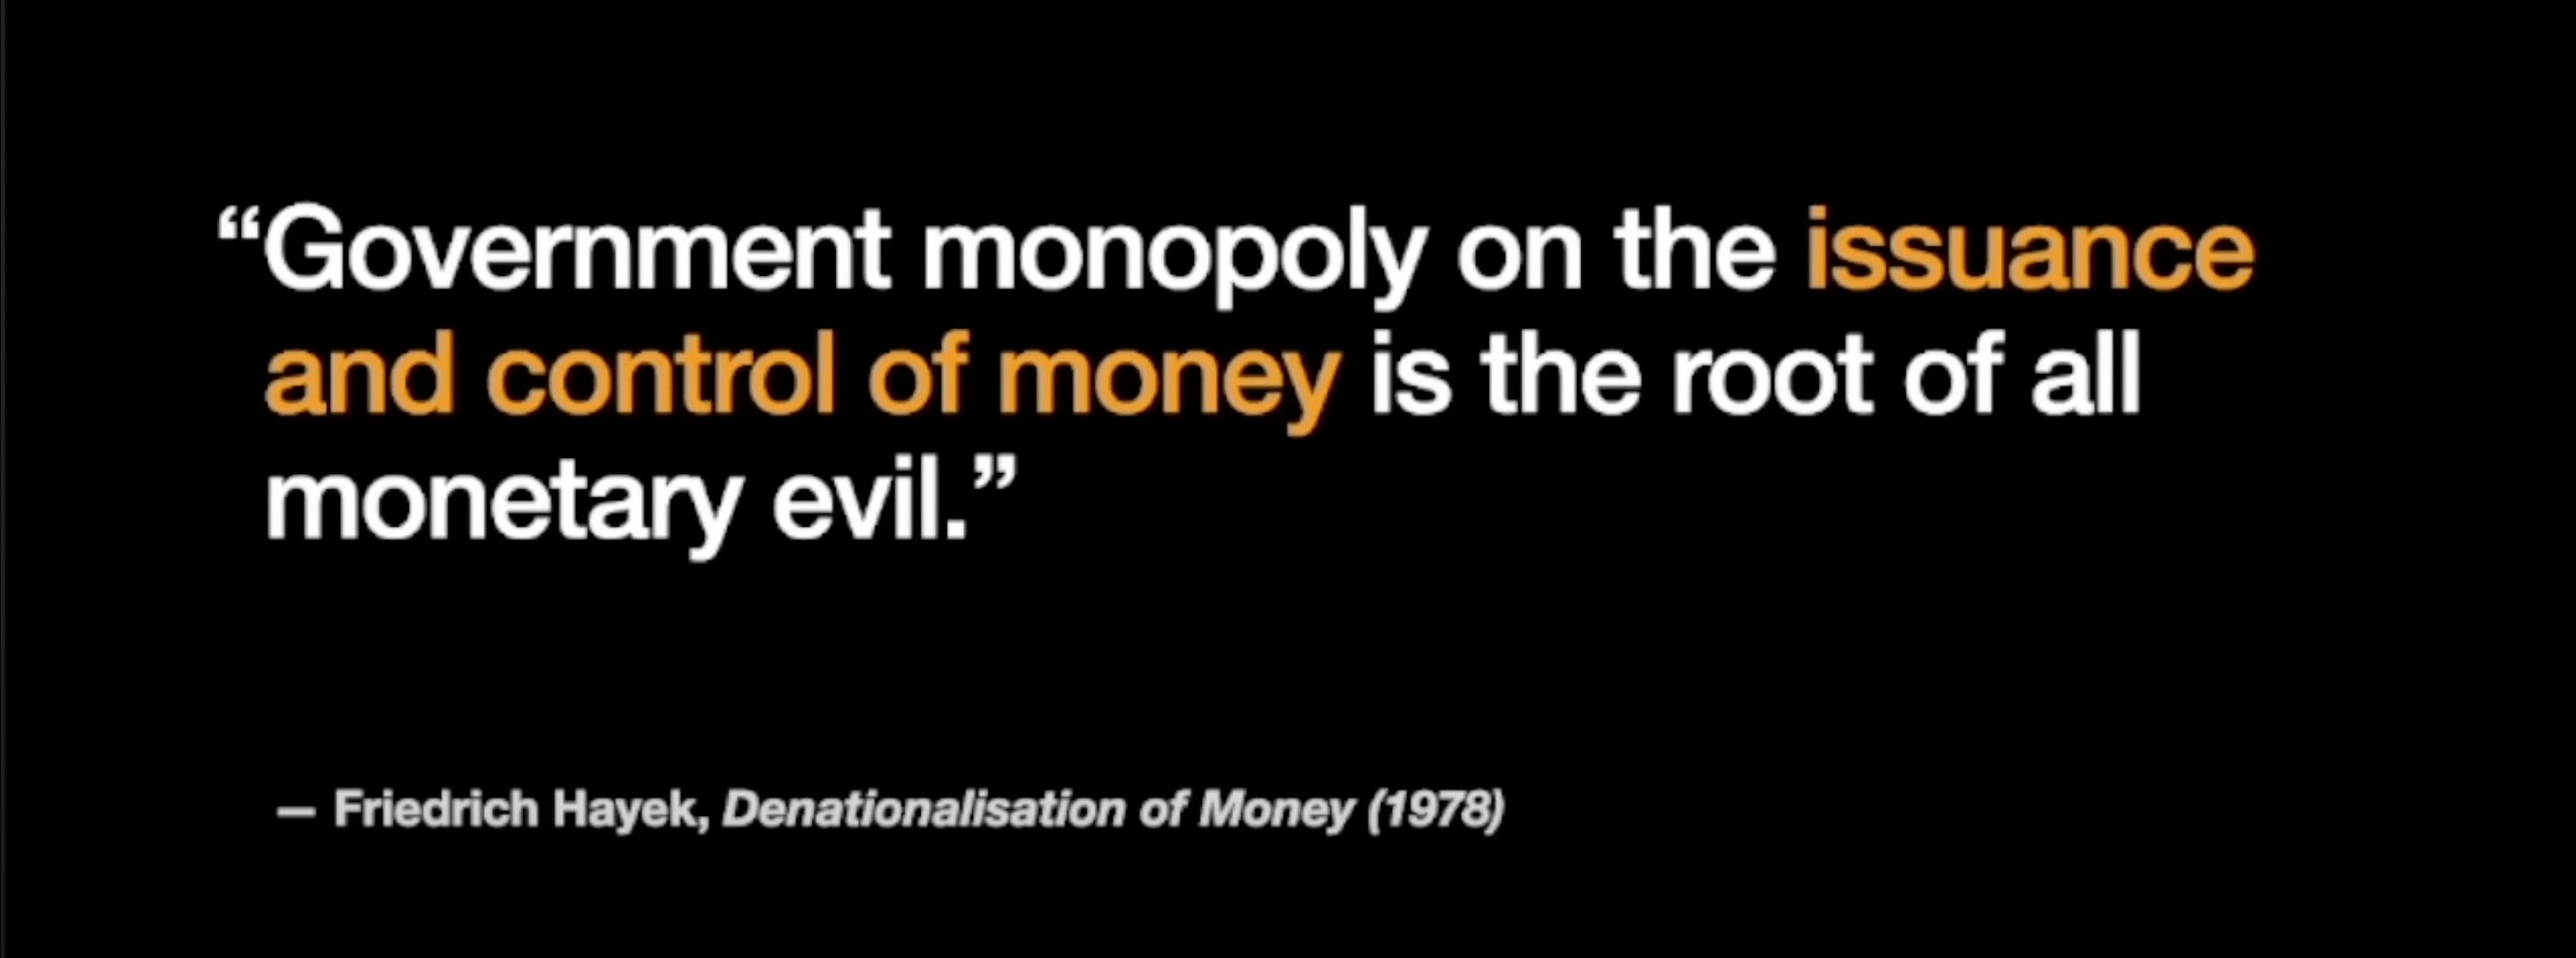 “Government monopoly on the issuance
and control of money is the root of all
monetary evil.”
— Friedrich Hayek, Denationalisation of Money (1978)